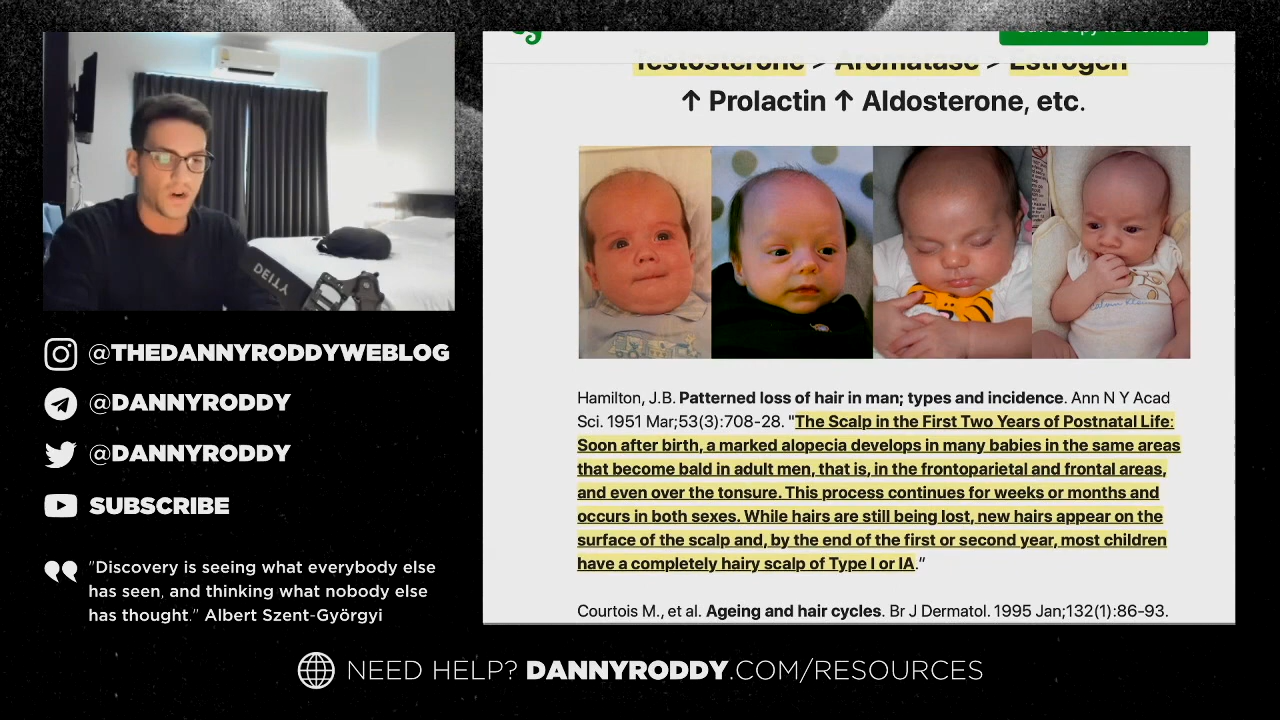 DEITY
@THEDANNYRODDYWEBLOG
@DANNYRODDY
@DANNYRODDY
SUBSCRIBE
"Discovery is seeing what everybody else
has seen, and thinking what nobody else
has thought." Albert Szent-Györgyi
Testosterone > Aromatase > Estrogen
↑ Prolactin ↑ Aldosterone, etc.
Hamilton, J.B. Patterned loss of hair in man; types and incidence. Ann N Y Acad
Sci. 1951 Mar;53(3):708-28. "The Scalp in the First Two Years of Postnatal Life:
Soon after birth, a marked alopecia develops in many babies in the same areas
that become bald in adult men, that is, in the frontoparietal and frontal areas,
and even over the tonsure. This process continues for weeks or months and
occurs in both sexes. While hairs are still being lost, new hairs appear on the
surface of the scalp and, by the end of the first or second year, most children
have a completely hairy scalp of Type I or IA."
Courtois M., et al. Ageing and hair cycles. Br J Dermatol. 1995 Jan;132(1):86-93.
NEED HELP? DANNYRODDY.COM/RESOURCES